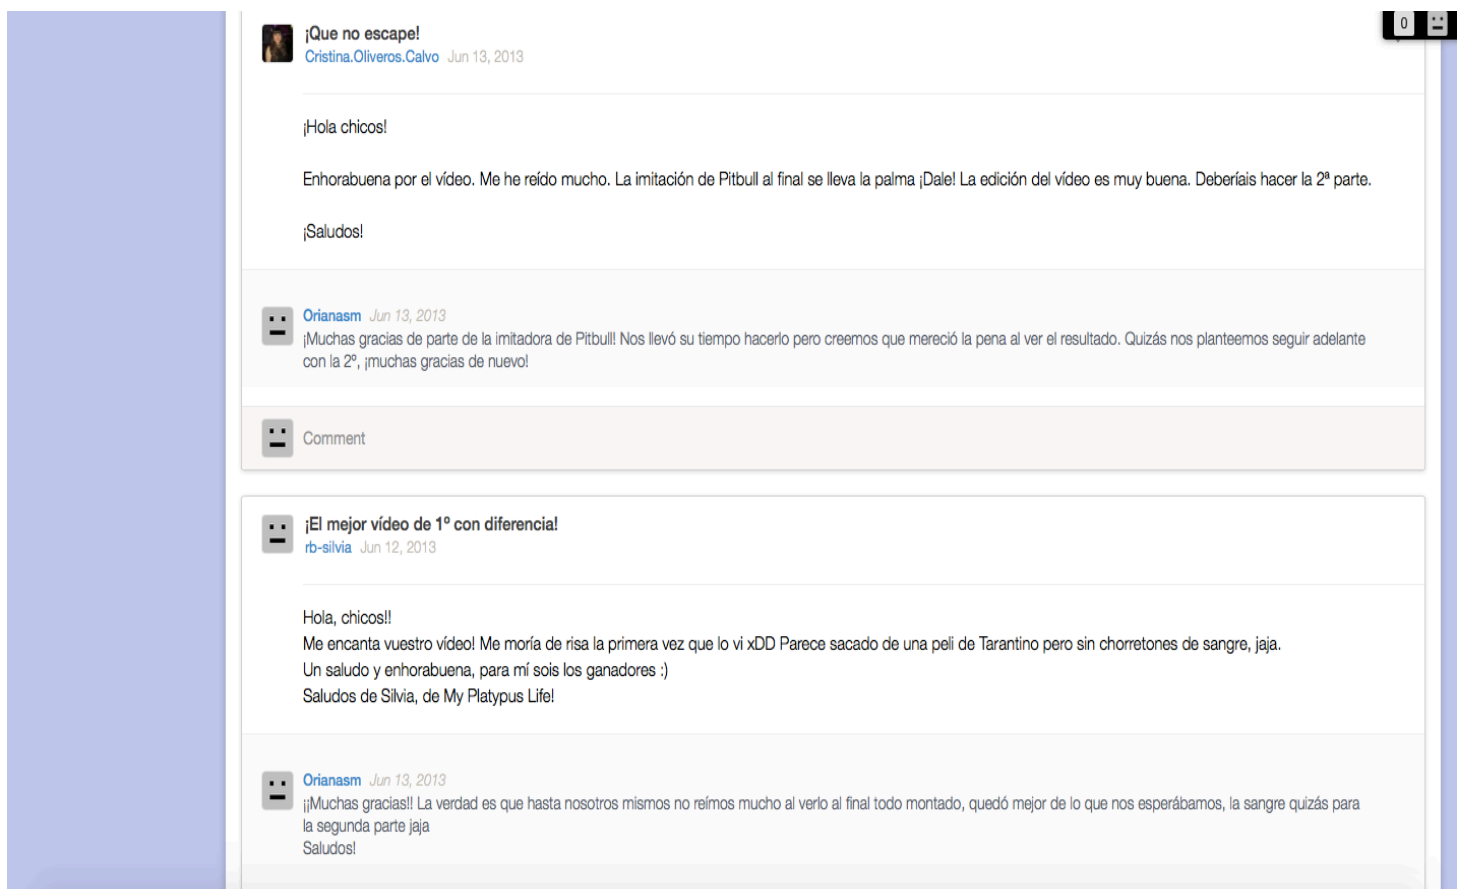 0
¡Que no escape!
Cristina.Oliveros.Calvo Jun 13, 2013
¡Hola chicos!
Enhorabuena por el vídeo. Me he reído mucho. La imitación de Pitbull al final se lleva la palma ¡Dale! La edición del vídeo es muy buena. Deberíais hacer la 2ª parte.
¡Saludos!
Orianasm Jun 13, 2013
¡Muchas gracias de parte de la imitadora de Pitbull! Nos llevó su tiempo hacerlo pero creemos que mereció la pena al ver el resultado. Quizás nos planteemos seguir adelante
con la 2º, ¡muchas gracias de nuevo!
Comment
¡El mejor vídeo de 1º con diferencia!
rb-silvia Jun 12, 2013
Hola, chicos!!
Me encanta vuestro vídeo! Me moría de risa la primera vez que lo vi xDD Parece sacado de una peli de Tarantino pero sin chorretones de sangre, jaja.
Un saludo y enhorabuena, para mí sois los ganadores :)
Saludos de Silvia, de My Platypus Life!
Orianasm Jun 13, 2013
¡¡Muchas gracias!! La verdad es que hasta nosotros mismos no reímos mucho al verlo al final todo montado, quedó mejor de lo que nos esperábamos, la sangre quizás para
la segunda parte jaja
Saludos!